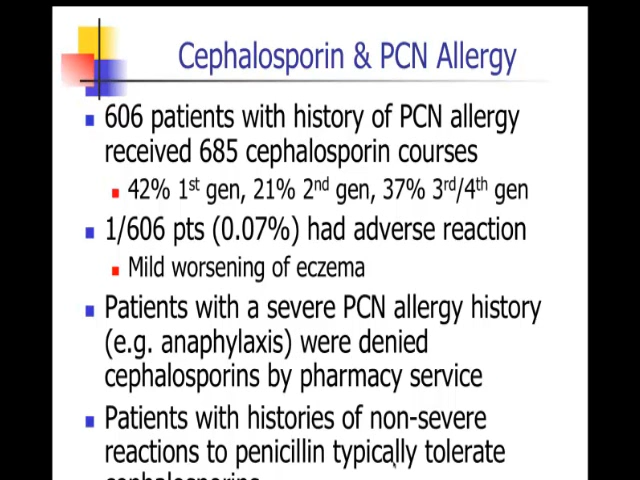 Cephalosporin & PCN Allergy
606 patients with history of PCN allergy
received 685 cephalosporin courses
42% 1st gen, 21% 2nd gen, 37% 3rd/4th gen
1/606 pts (0.07%) had adverse reaction
Mild worsening of eczema
Patients with a severe PCN allergy history
(e.g. anaphylaxis) were denied
cephalosporins by pharmacy service
Patients with histories of non-severe
reactions to penicillin typically tolerate